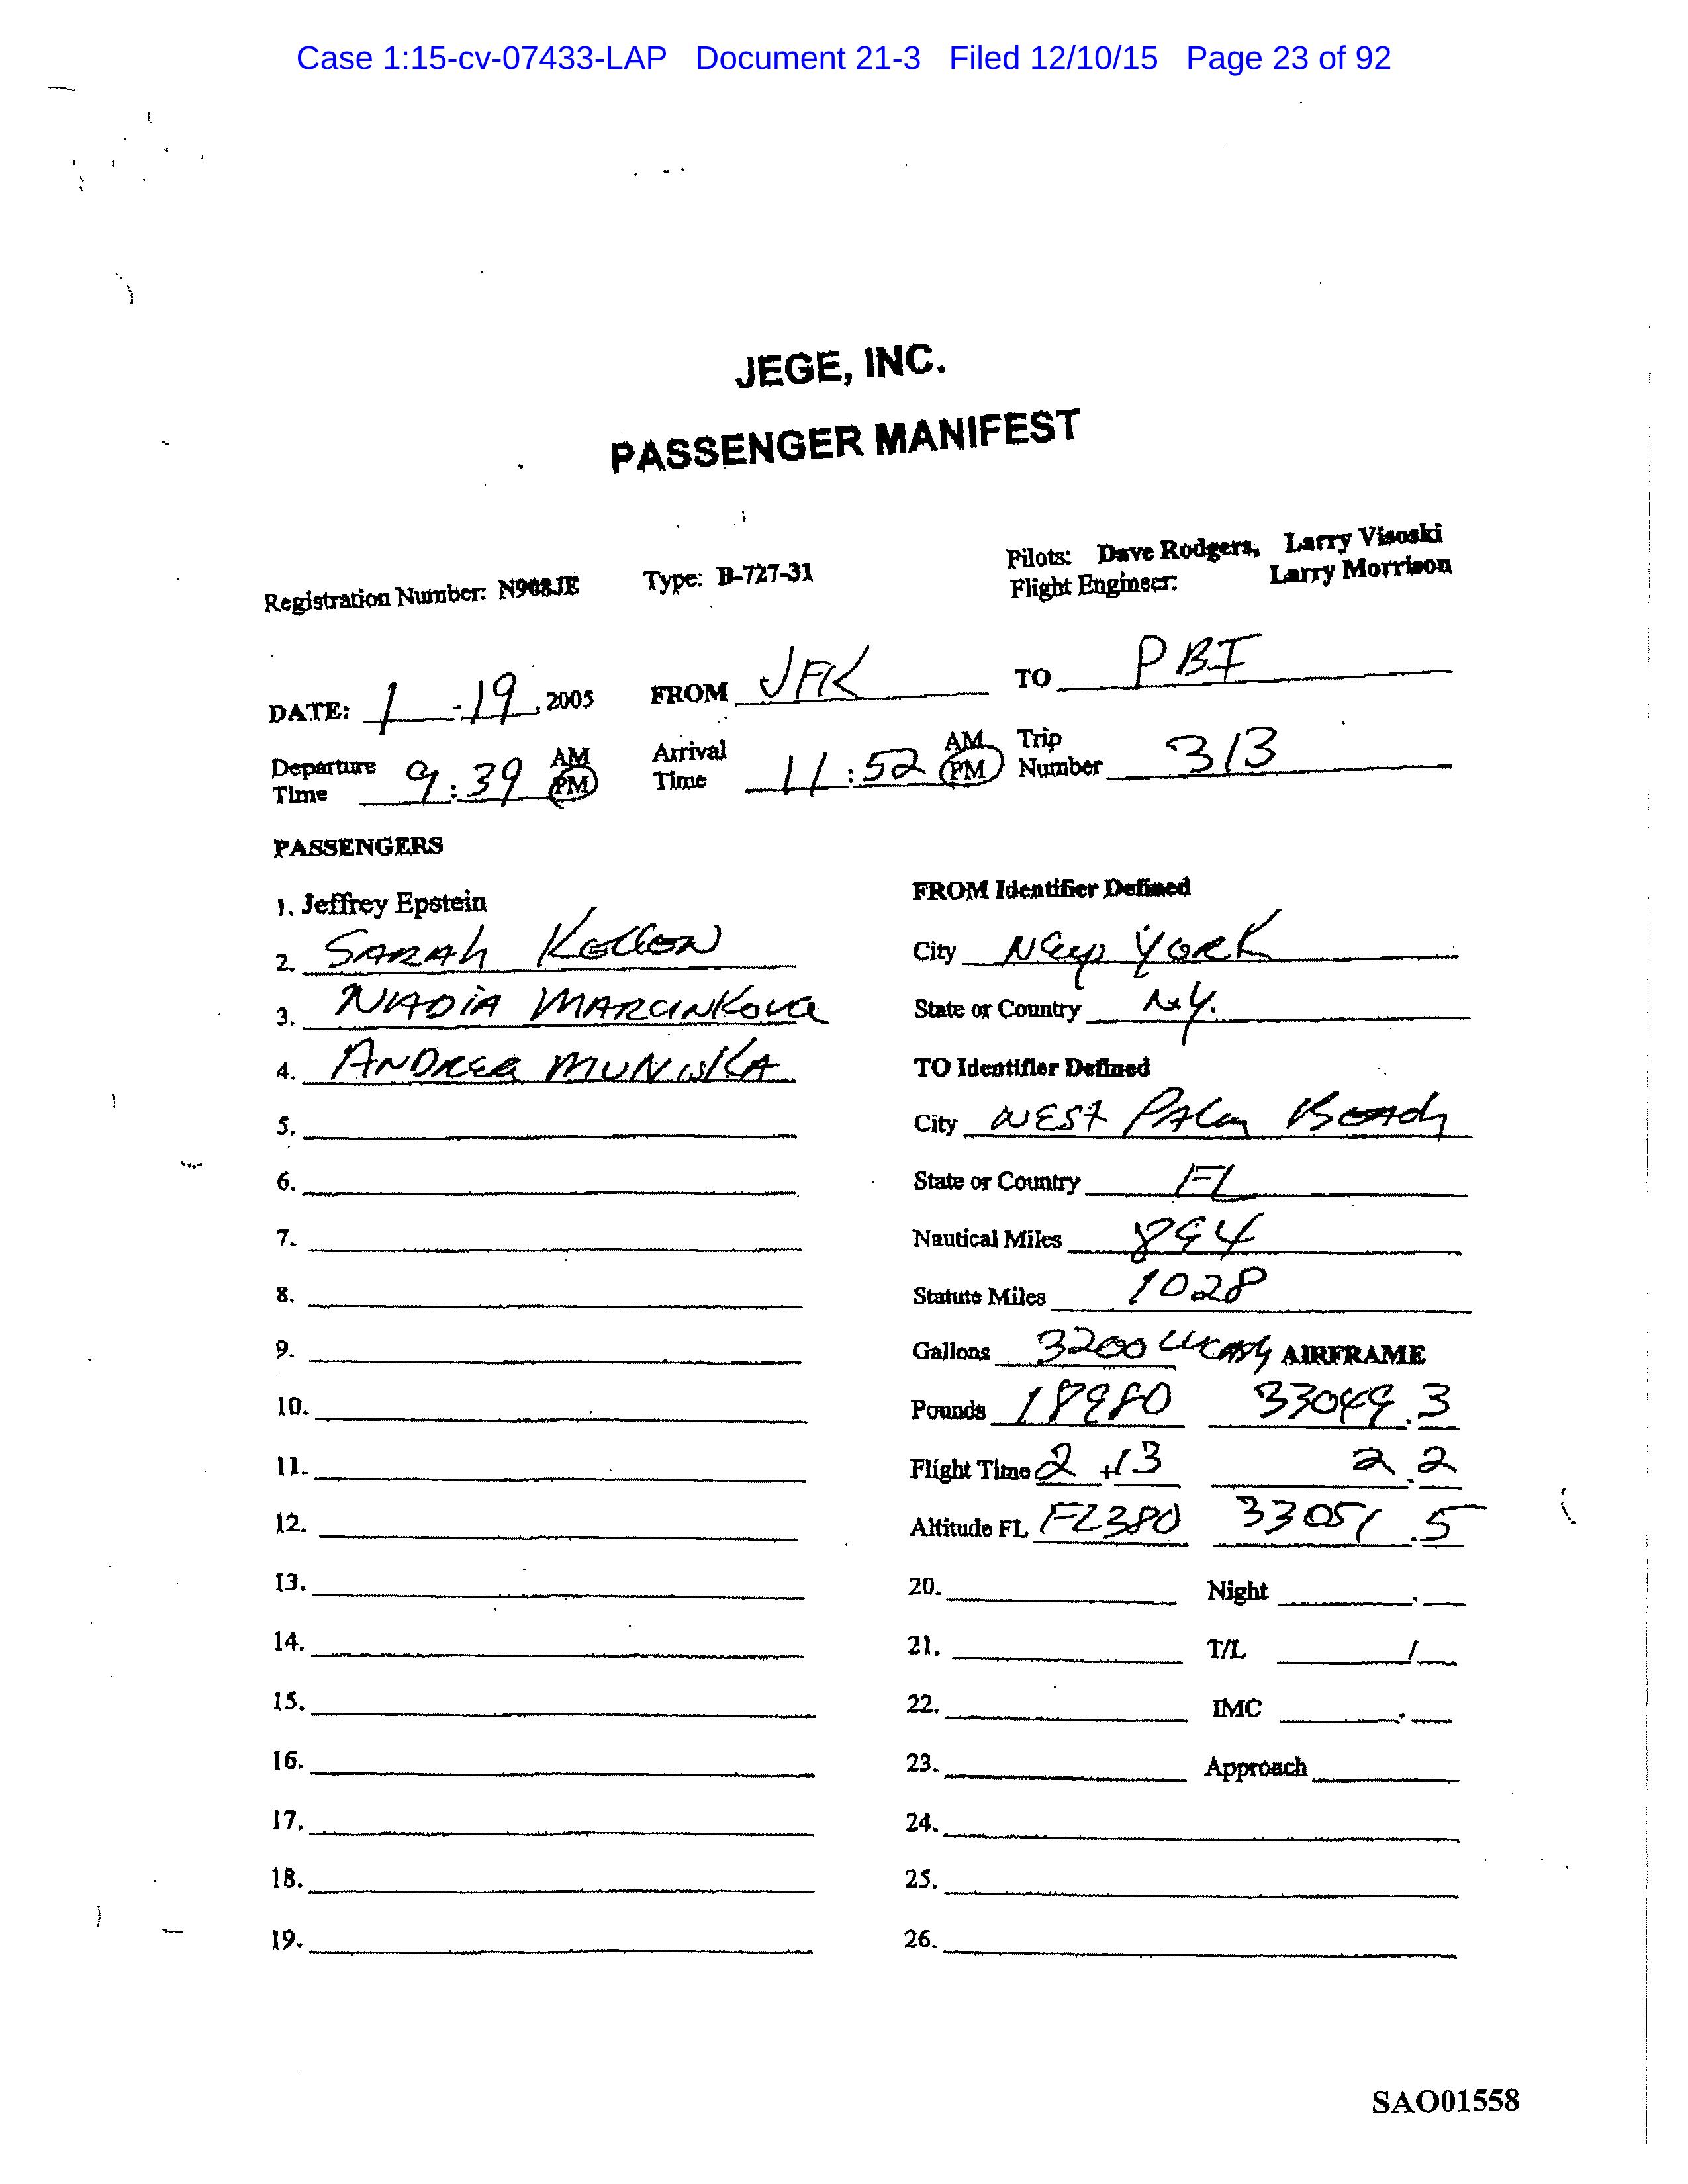 Case 1:15-cv-07433-LAP Document 21-3 Filed 12/10/15 Page 23 of 92
JEGE, INC.
PASSENGER MANIFEST
Registration Number: N908JE Type: B-727-31 Pilots: Dave Rodgers, Larry Visoski
Flight Engineer: Larry Morrison
DATE: 1-19, 2005 FROM JFK TO PBI
Departure Time 9:39 AM PM Arrival Time 11:52 AM PM Trip Number 313
PASSENGERS
1. Jeffrey Epstein
FROM Identifier Defined
2. SARAH Kellen
City New York
3. NADIA MARCINKOVA
State or Country N.Y.
4. ANDREA
TO Identifier Defined
5.
City WEST PALM BEACH
6.
State or Country FL
7.
Nautical Miles 894
8.
Statute Miles 1028
9.
Gallons 3200 AIRFRAME
10.
Pounds 18980 33049.3
11.
Flight Time 2+13 2.2
12.
Altitude FL FL380 33051.5
13.
20. Night .
14.
21. T/L /
15.
22. IMC .
16.
23. Approach
17.
24.
18.
25.
19.
26.
SAO01558